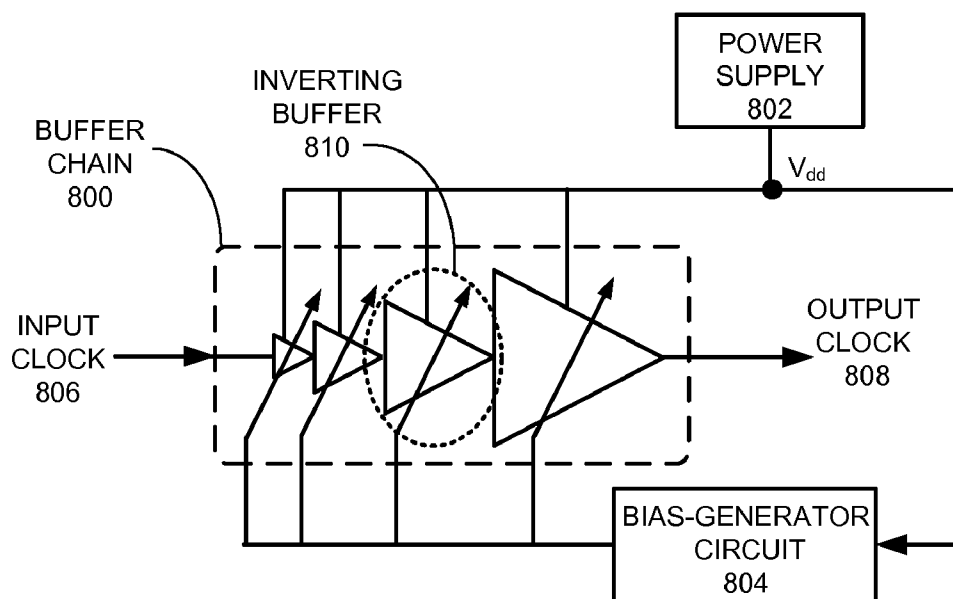 POWER
SUPPLY
802
INVERTING
BUFFER
810
BUFFER
CHAIN
800
Vdd
INPUT
CLOCK
806
OUTPUT
CLOCK
808
BIAS-GENERATOR
CIRCUIT
804